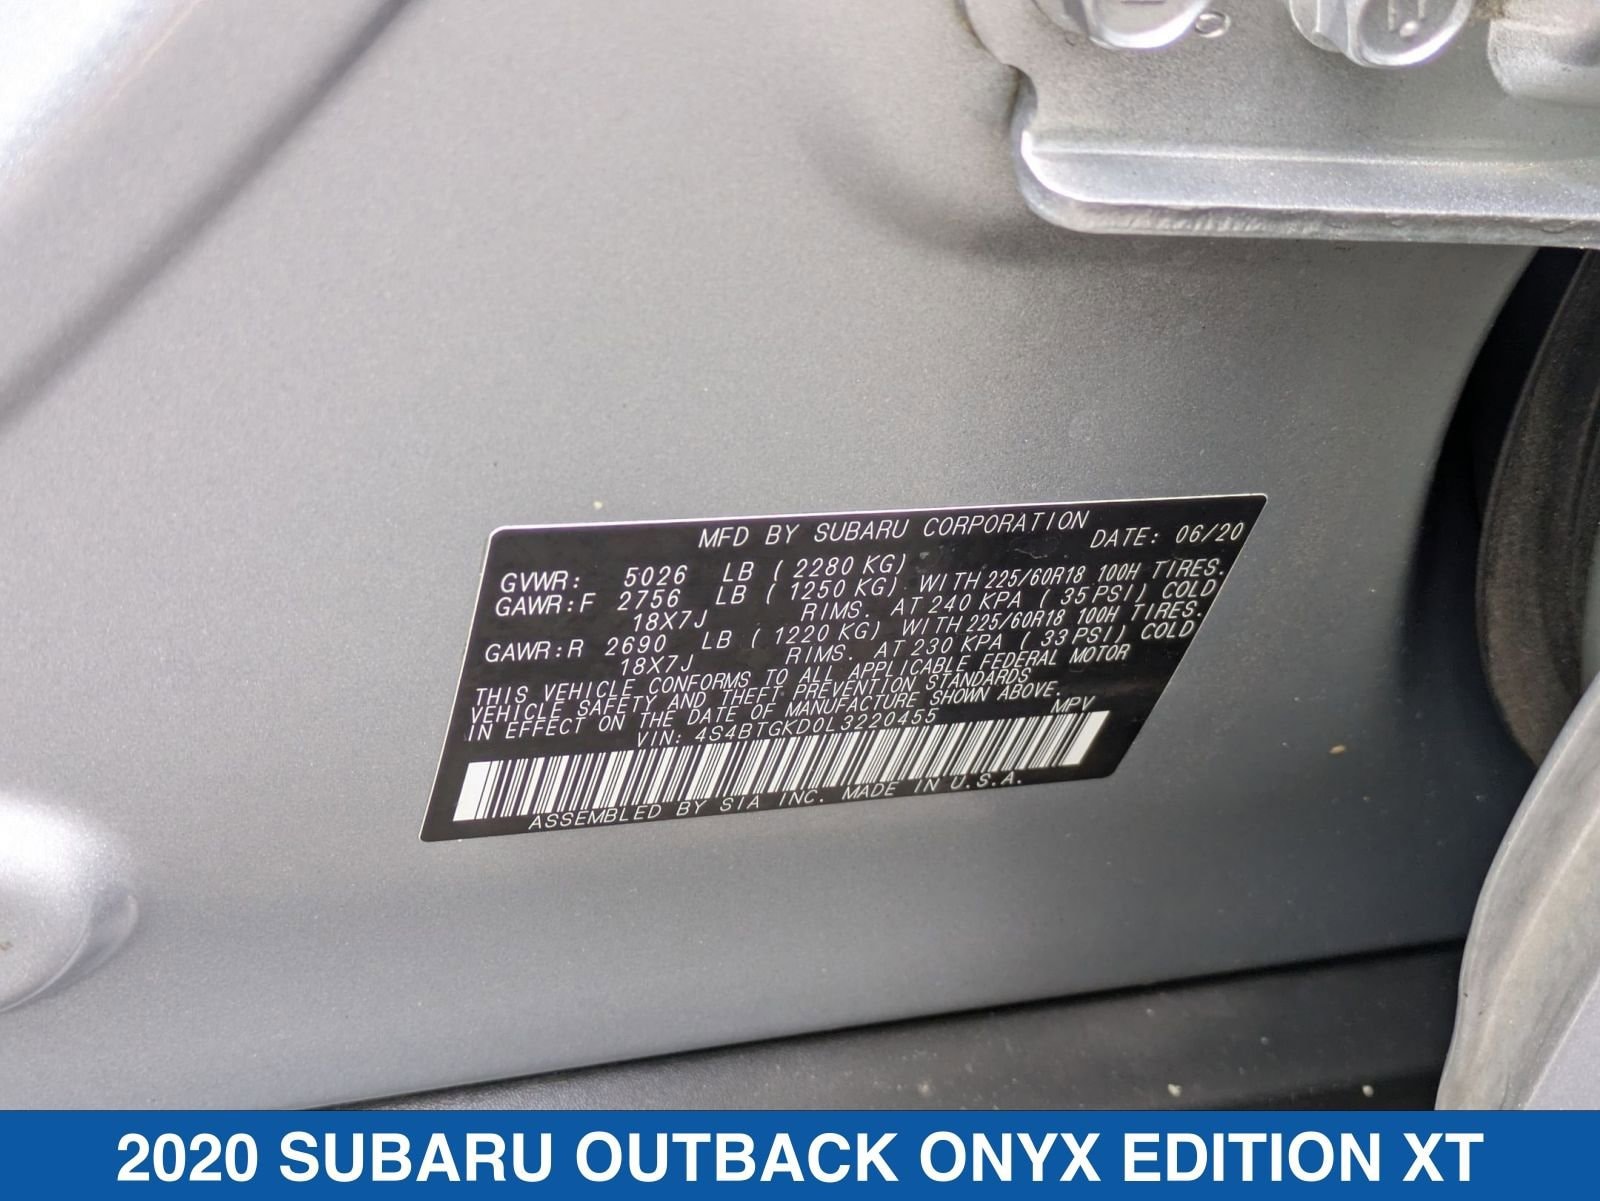 MFD BY SUBARU CORPORATION DATE: 06/20
GVWR: 5026 LB ( 2280 KG)
GAWR:F 2756 LB ( 1250 KG) WITH 225/60R18 100H TIRES.
18X7J RIMS. AT 240 KPA ( 35 PSI) COLD
GAWR:R 2690 LB ( 1220 KG) WITH 225/60R18 100H TIRES.
18X7J RIMS. AT 230 KPA ( 33 PSI) COLD
THIS VEHICLE CONFORMS TO ALL APPLICABLE FEDERAL MOTOR
VEHICLE SAFETY AND THEFT PREVENTION STANDARDS
IN EFFECT ON THE DATE OF MANUFACTURE SHOWN ABOVE.
VIN: 4S4BTGKD0L3220455 MPV
ASSEMBLED BY SIA INC. MADE IN U.S.A.
2020 SUBARU OUTBACK ONYX EDITION XT